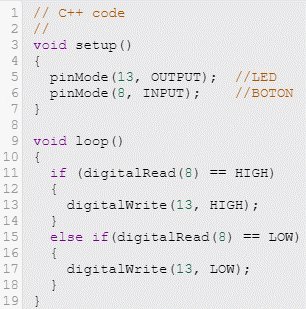 1 // C++ code
2 //
3 void setup()
4 {
5   pinMode(13, OUTPUT);  //LED
6   pinMode(8, INPUT);    //BOTON
7 }
8
9 void loop()
10 {
11   if (digitalRead(8) == HIGH)
12   {
13     digitalWrite(13, HIGH);
14   }
15   else if(digitalRead(8) == LOW)
16   {
17     digitalWrite(13, LOW);
18   }
19 }